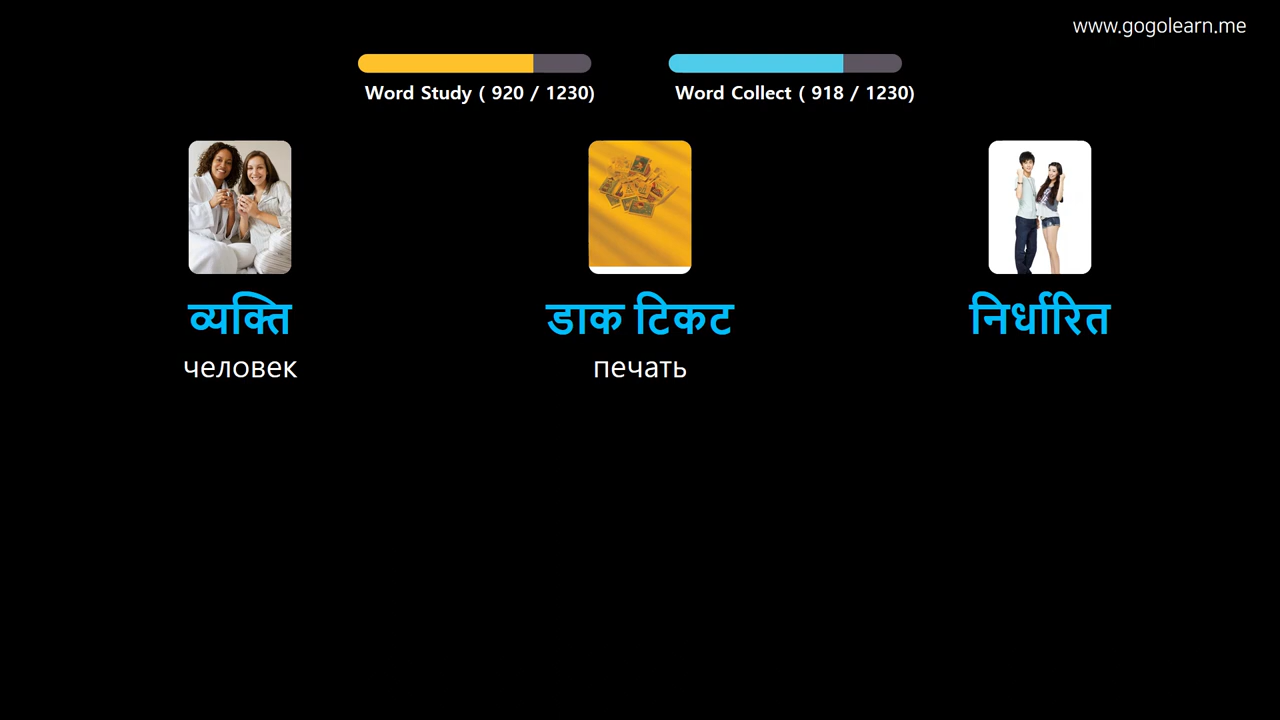 www.gogolearn.me
Word Study ( 920 / 1230)
Word Collect ( 918 / 1230)
व्यक्ति
डाक टिकट
निर्धारित
человек
печать